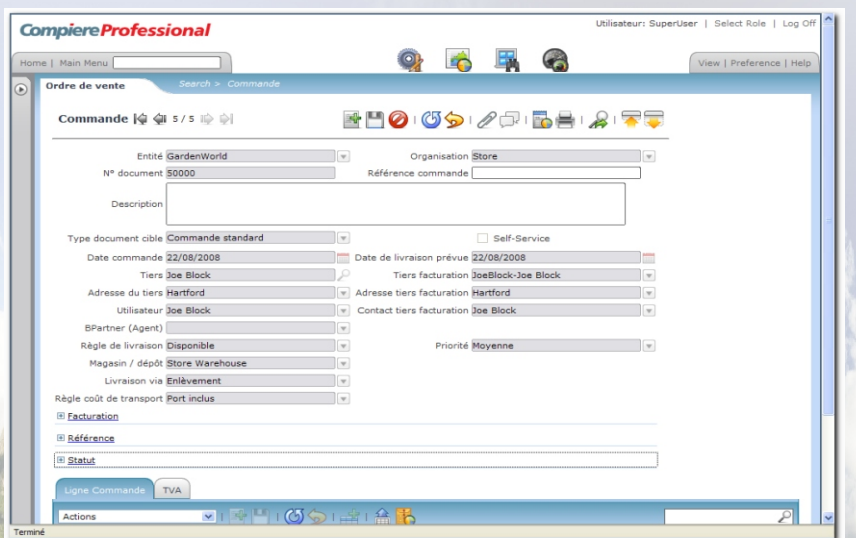 Compiere Professional
Utilisateur: SuperUser | Select Role | Log Off
Home | Main Menu
View | Preference | Help
Ordre de vente
Search > Commande
Commande 5 / 5
Entité GardenWorld Organisation Store
N° document 50000 Référence commande
Description
Type document cible Commande standard Self-Service
Date commande 22/08/2008 Date de livraison prévue 22/08/2008
Tiers Joe Block Tiers facturation JoeBlock-Joe Block
Adresse du tiers Hartford Adresse tiers facturation Hartford
Utilisateur Joe Block Contact tiers facturation Joe Block
BPartner (Agent)
Règle de livraison Disponible Priorité Moyenne
Magasin / dépôt Store Warehouse
Livraison via Enlèvement
Règle coût de transport Port inclus
Facturation
Référence
Statut
Ligne Commande TVA
Actions
Terminé